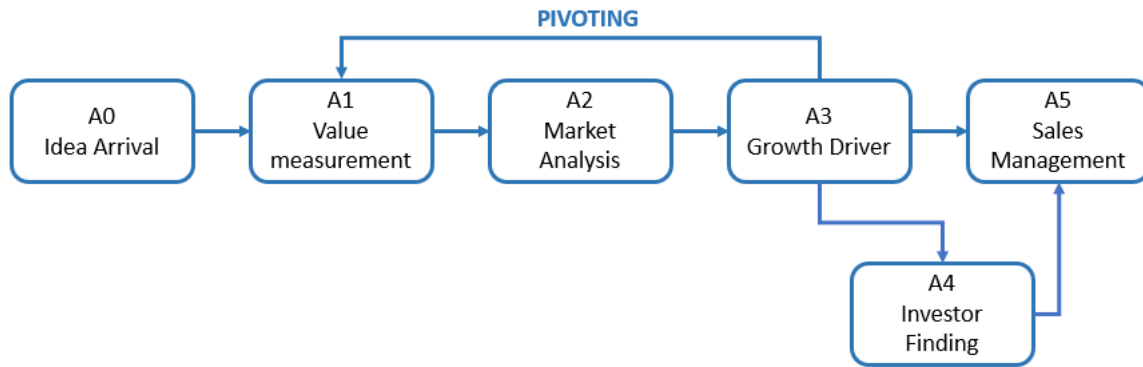 PIVOTING
A0
Idea Arrival
A1
Value
measurement
A2
Market
Analysis
A3
Growth Driver
A5
Sales
Management
A4
Investor
Finding